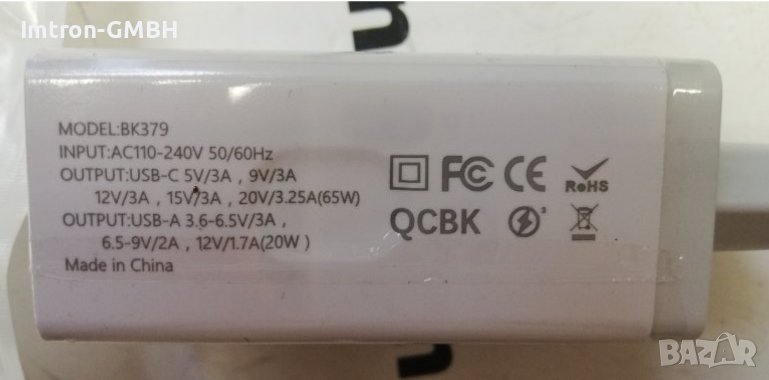 Imtron-GMBH
MODEL:BK379
INPUT:AC110-240V 50/60Hz
OUTPUT:USB-C 5V/3A , 9V/3A
12V/3A , 15V/3A , 20V/3.25A(65W)
OUTPUT:USB-A 3.6-6.5V/3A ,
6.5-9V/2A , 12V/1.7A(20W )
Made in China
FC CE RoHS
QCBK 3
BAZAR